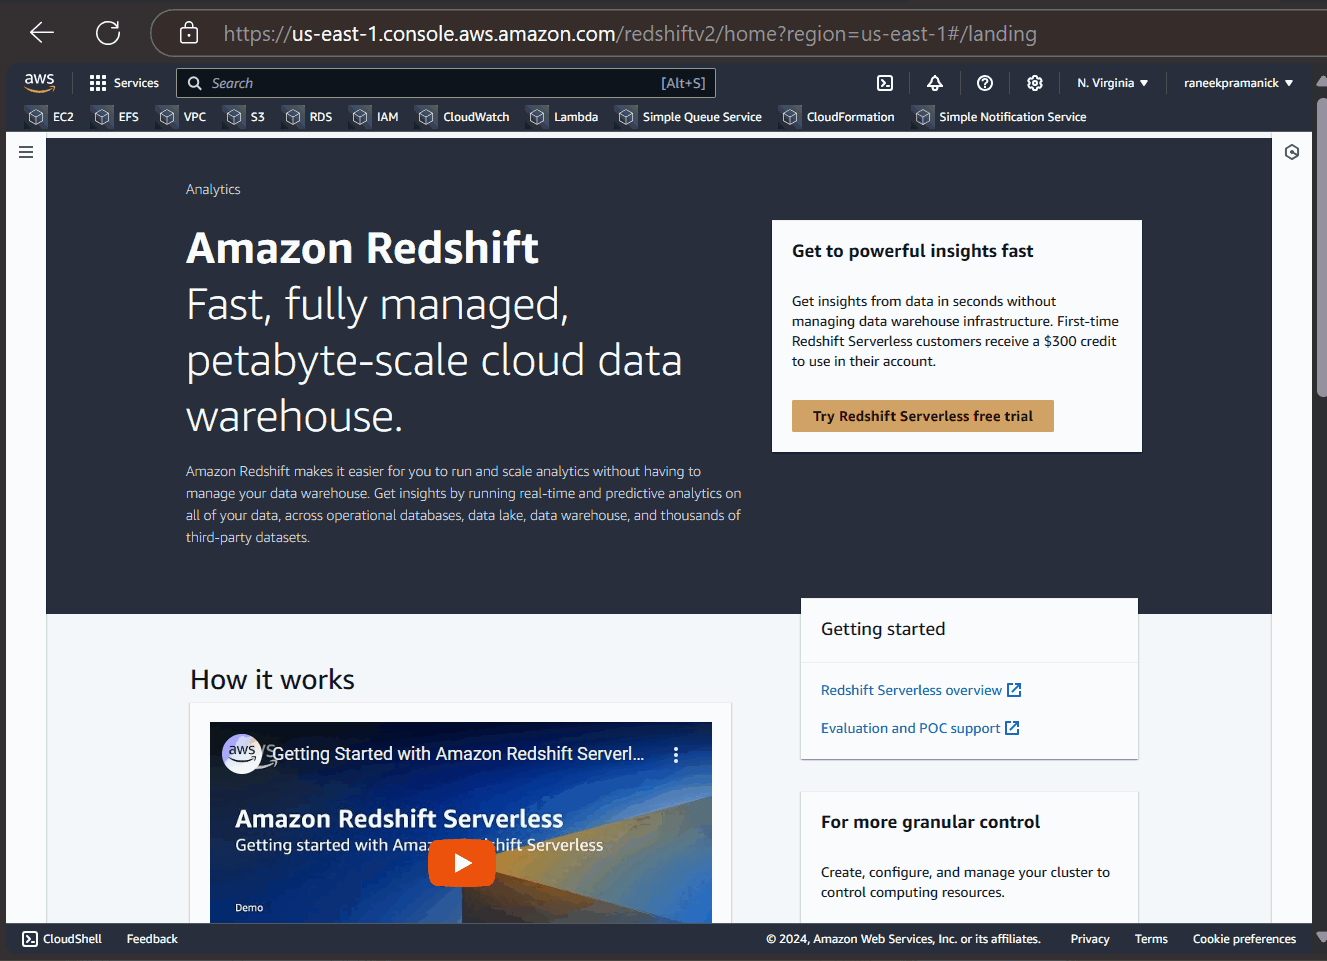 https://us-east-1.console.aws.amazon.com/redshiftv2/home?region=us-east-1#/landing
aws
Services
Search
[Alt+S]
N. Virginia
raneekpramanick
EC2
EFS
VPC
S3
RDS
IAM
CloudWatch
Lambda
Simple Queue Service
CloudFormation
Simple Notification Service
Analytics
Amazon Redshift
Fast, fully managed,
petabyte-scale cloud data
warehouse.
Amazon Redshift makes it easier for you to run and scale analytics without having to
manage your data warehouse. Get insights by running real-time and predictive analytics on
all of your data, across operational databases, data lake, data warehouse, and thousands of
third-party datasets.
Get to powerful insights fast
Get insights from data in seconds without
managing data warehouse infrastructure. First-time
Redshift Serverless customers receive a $300 credit
to use in their account.
Try Redshift Serverless free trial
Getting started
Redshift Serverless overview
Evaluation and POC support
How it works
aws
Getting Started with Amazon Redshift Serverl...
Amazon Redshift Serverless
Getting started with Amazon Redshift Serverless
Demo
For more granular control
Create, configure, and manage your cluster to
control computing resources.
CloudShell
Feedback
© 2024, Amazon Web Services, Inc. or its affiliates.
Privacy
Terms
Cookie preferences